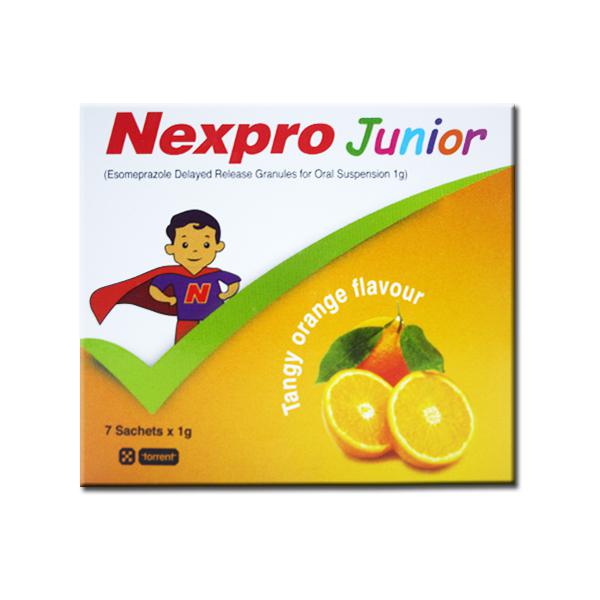 Nexpro Junior
(Esomeprazole Delayed Release Granules for Oral Suspension 1g)
N
Tangy orange flavour
7 Sachets x 1g
torrent